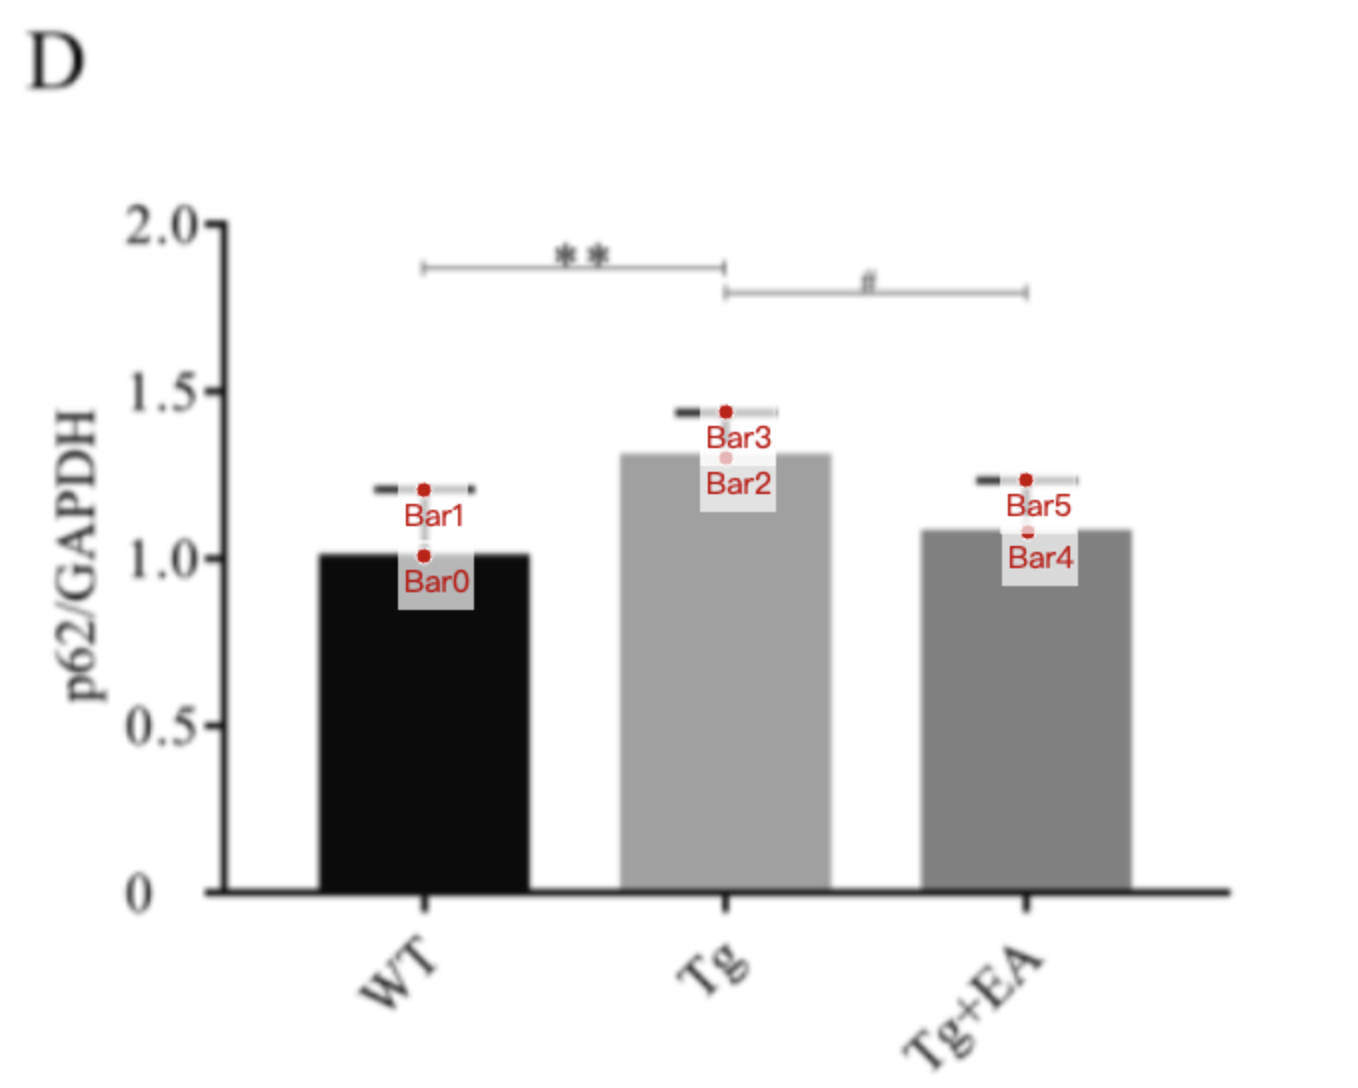 D
2.0
**
#
1.5
Bar3
Bar2
Bar5
Bar1
p62/GAPDH
1.0
Bar4
Bar0
0.5
0
WT
Tg
Tg+EA